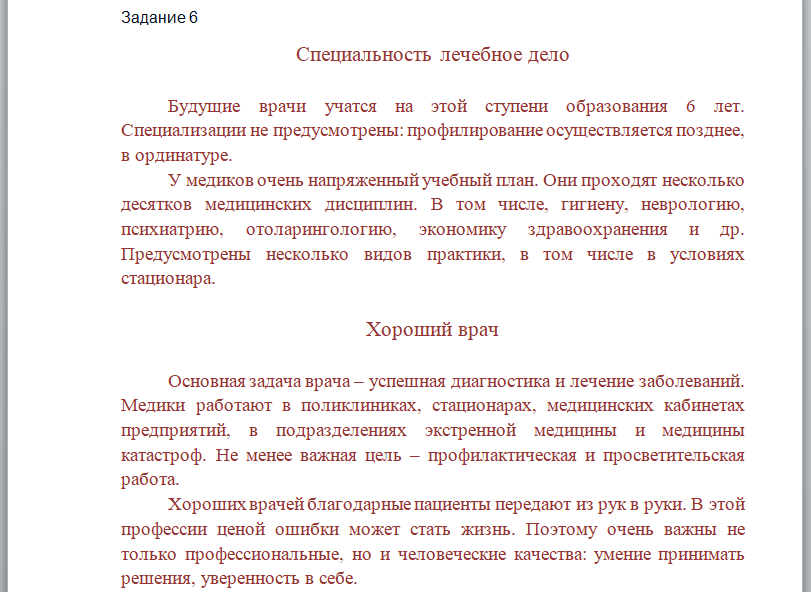 Задание 6
Специальность лечебное дело
Будущие врачи учатся на этой ступени образования 6 лет.
Специализации не предусмотрены: профилирование осуществляется позднее,
в ординатуре.
У медиков очень напряженный учебный план. Они проходят несколько
десятков медицинских дисциплин. В том числе, гигиену, неврологию,
психиатрию, отоларингологию, экономику здравоохранения и др.
Предусмотрены несколько видов практики, в том числе в условиях
стационара.
Хороший врач
Основная задача врача – успешная диагностика и лечение заболеваний.
Медики работают в поликлиниках, стационарах, медицинских кабинетах
предприятий, в подразделениях экстренной медицины и медицины
катастроф. Не менее важная цель – профилактическая и просветительская
работа.
Хороших врачей благодарные пациенты передают из рук в руки. В этой
профессии ценой ошибки может стать жизнь. Поэтому очень важны не
только профессиональные, но и человеческие качества: умение принимать
решения, уверенность в себе.